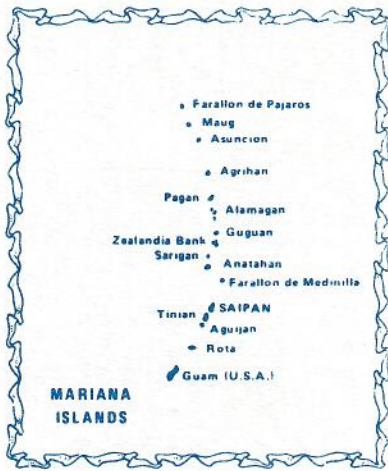 Farallon de Pajaros
Maug
Asuncion
Agrihan
Pagan
Alamagan
Guguan
Zealandia Bank
Sarigan
Anatahan
Farallon de Medinilla
SAIPAN
Tinian
Aguijan
Rota
Guam (U.S.A.)
MARIANA
ISLANDS